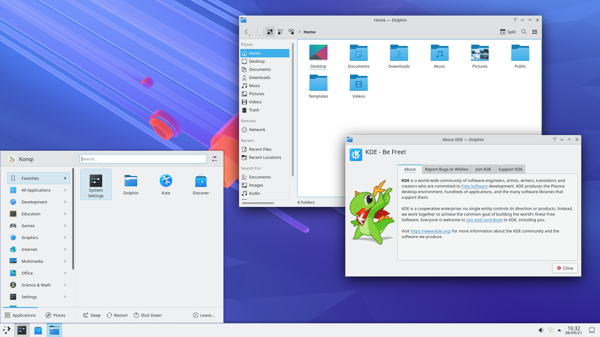 Home — Dolphin
Home
Split
Places
Home
Desktop
Documents
Downloads
Music
Pictures
Videos
Trash
Remote
Network
Recent
Recent Files
Recent Locations
Search For
Documents
Images
Audio
Desktop
Documents
Downloads
Music
Pictures
Public
Templates
Videos
8 Folders
About KDE — Dolphin
KDE - Be Free!
About
Report Bugs or Wishes
Join KDE
Support KDE
KDE is a world-wide community of software engineers, artists, writers, translators and
creators who are committed to Free Software development. KDE produces the Plasma
desktop environment, hundreds of applications, and the many software libraries that
support them.
KDE is a cooperative enterprise: no single entity controls its direction or products. Instead,
we work together to achieve the common goal of building the world's finest Free
Software. Everyone is welcome to join and contribute to KDE, including you.
Visit https://www.kde.org/ for more information about the KDE community and the
software we produce
Close
Konqi
Search...
Favorites
All Applications
Development
Education
Games
Graphics
Internet
Multimedia
Office
Science & Math
Settings
System
Settings
Dolphin
Kate
Discover
Applications
Places
Sleep
Restart
Shut Down
Leave...
16:32